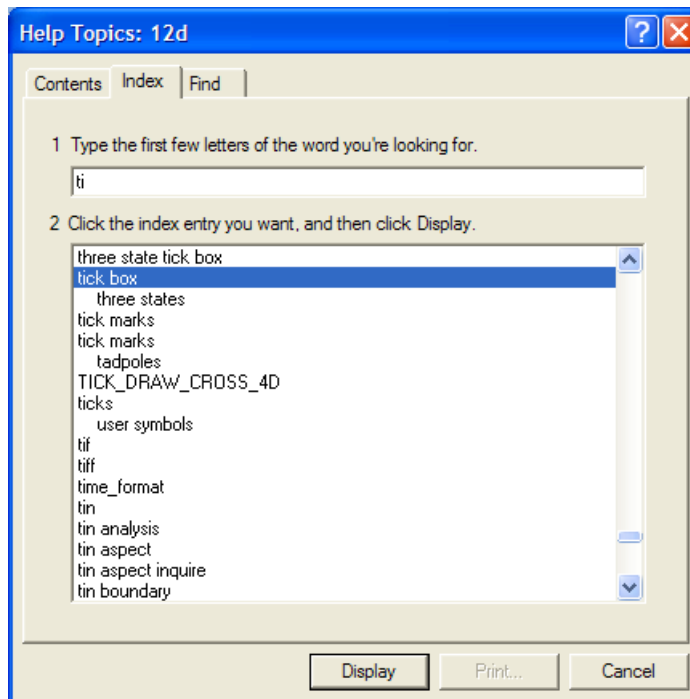 Help Topics: 12d
Contents Index Find
1 Type the first few letters of the word you're looking for.
ti
2 Click the index entry you want, and then click Display.
three state tick box
tick box
three states
tick marks
tick marks
tadpoles
TICK_DRAW_CROSS_4D
ticks
user symbols
tif
tiff
time_format
tin
tin analysis
tin aspect
tin aspect inquire
tin boundary
Display Print... Cancel